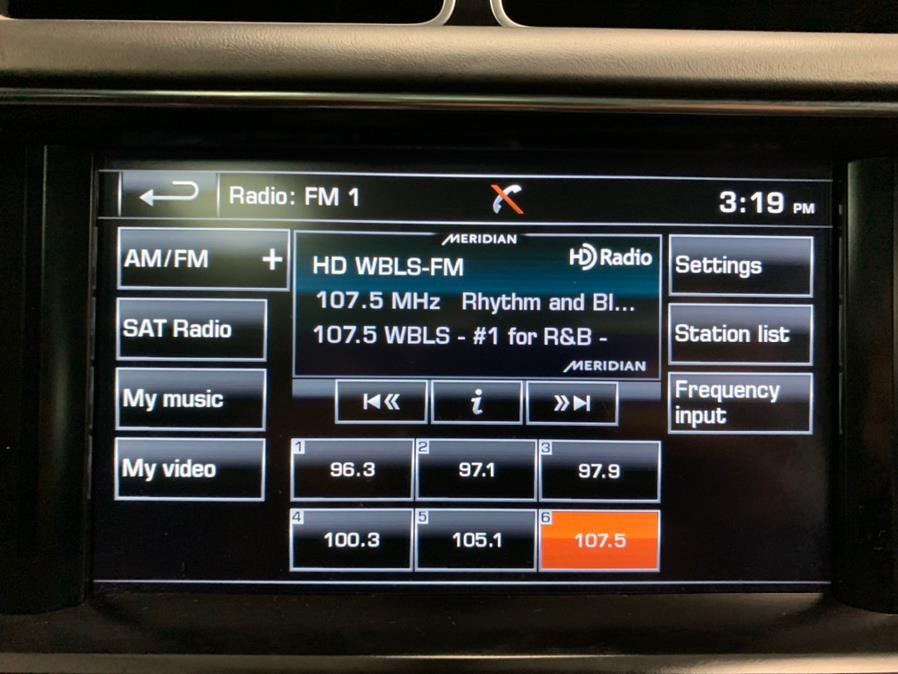 Radio: FM 1
3:19 PM
AM/FM +
SAT Radio
My music
My video
MERIDIAN
HD Radio
HD WBLS-FM
107.5 MHz Rhythm and Bl...
107.5 WBLS - #1 for R&B -
MERIDIAN
i
Settings
Station list
Frequency
input
1 96.3
2 97.1
3 97.9
4 100.3
5 105.1
6 107.5